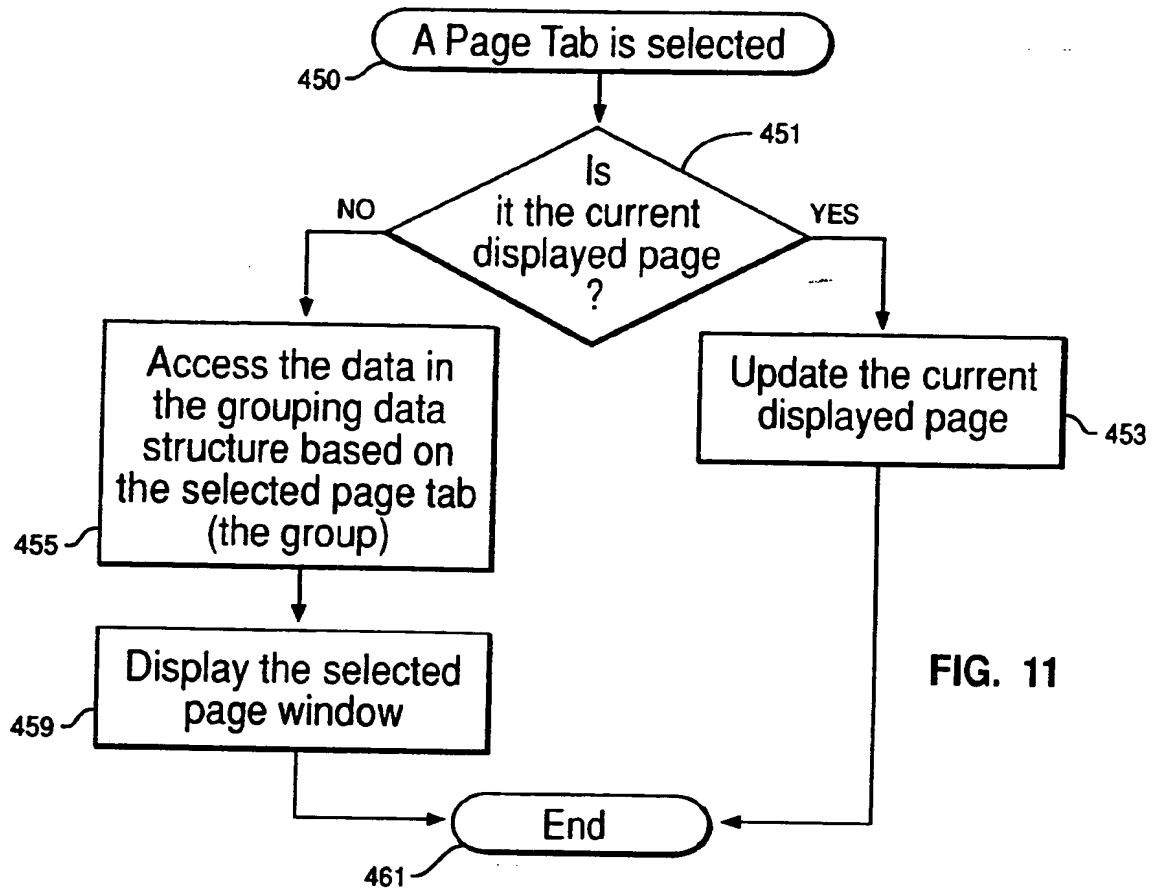 A Page Tab is selected
450
451
Is
it the current
displayed page
?
NO
YES
Access the data in
the grouping data
structure based on
the selected page tab
(the group)
455
Update the current
displayed page
453
Display the selected
page window
459
FIG. 11
End
461